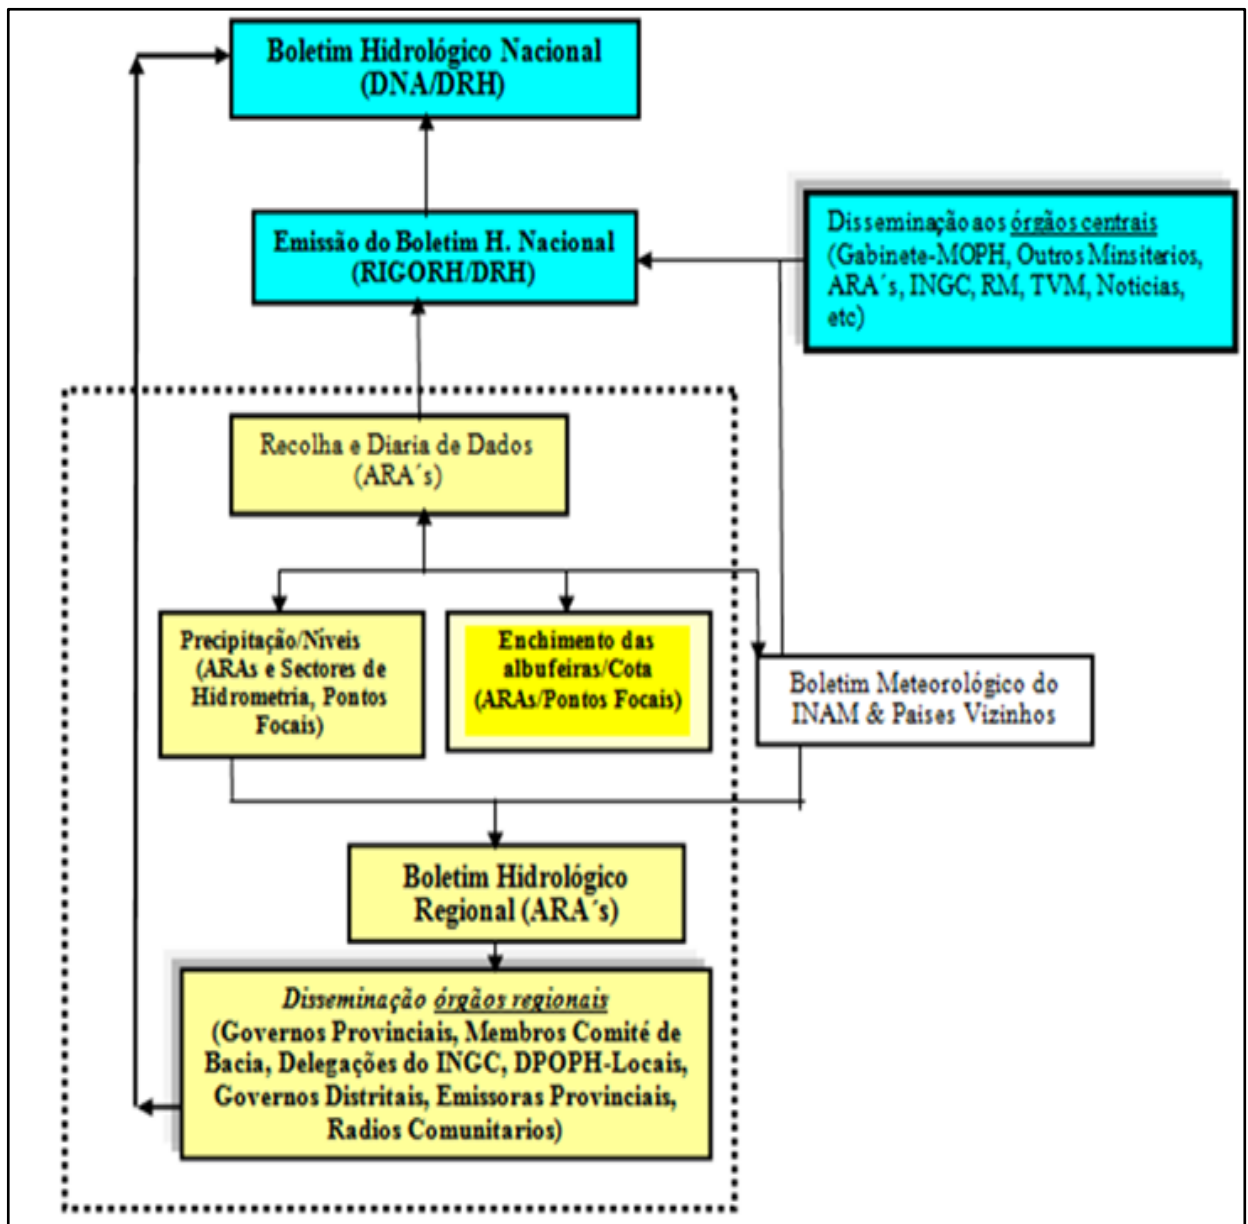 Boletim Hidrológico Nacional
(DNA/DRH)
Emissão do Boletim H. Nacional
(RIGORH/DRH)
Disseminação aos órgãos centrais
(Gabinete-MOPH, Outros Minsiterios,
ARA´s, INGC, RM, TVM, Noticias,
etc)
Recolha e Diaria de Dados
(ARA´s)
Precipitação/Níveis
(ARAs e Sectores de
Hidrometria, Pontos
Focais)
Enchimento das
albufeiras/Cota
(ARAs/Pontos Focais)
Boletim Meteorológico do
INAM & Paises Vizinhos
Boletim Hidrológico
Regional (ARA´s)
Disseminação órgãos regionais
(Governos Provinciais, Membros Comité de
Bacia, Delegações do INGC, DPOPH-Locais,
Governos Distritais, Emissoras Provinciais,
Radios Comunitarios)